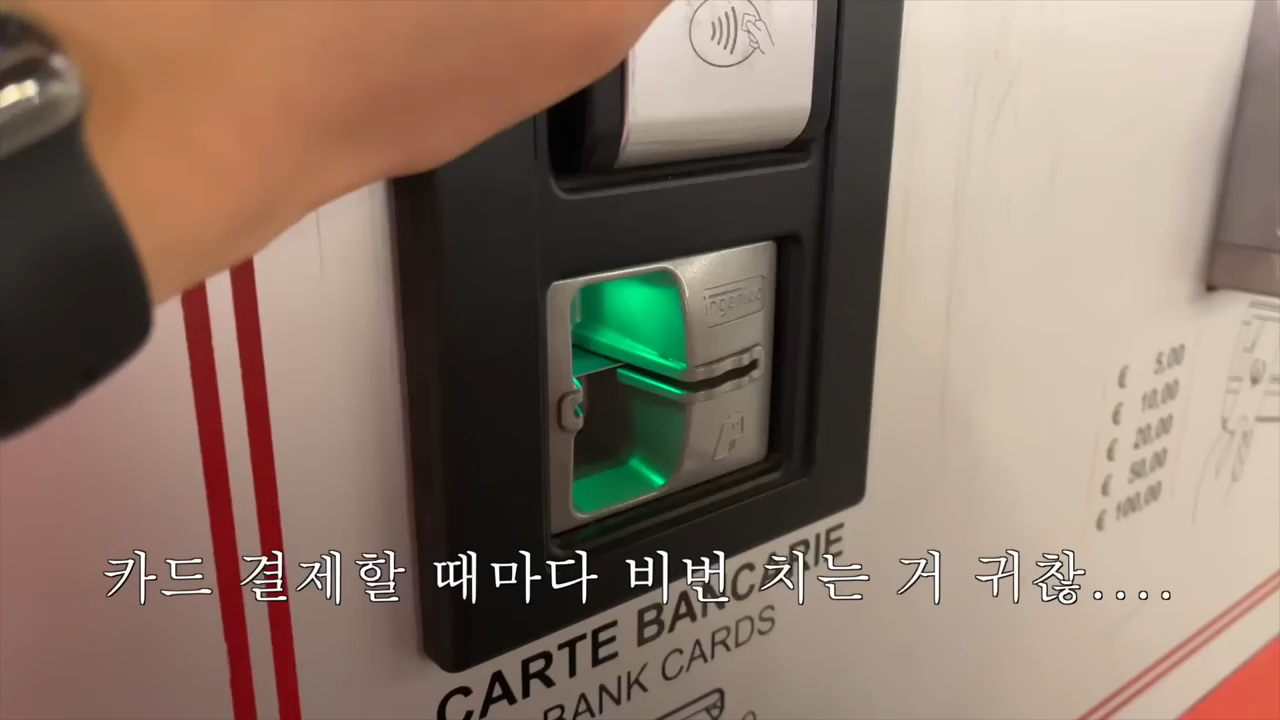 ingenico
€ 5,00
€ 10,00
€ 20,00
€ 50,00
€ 100,00
카드 결제할 때마다 비번 치는 거 귀찮....
CARTE BANCARIE
BANK CARDS